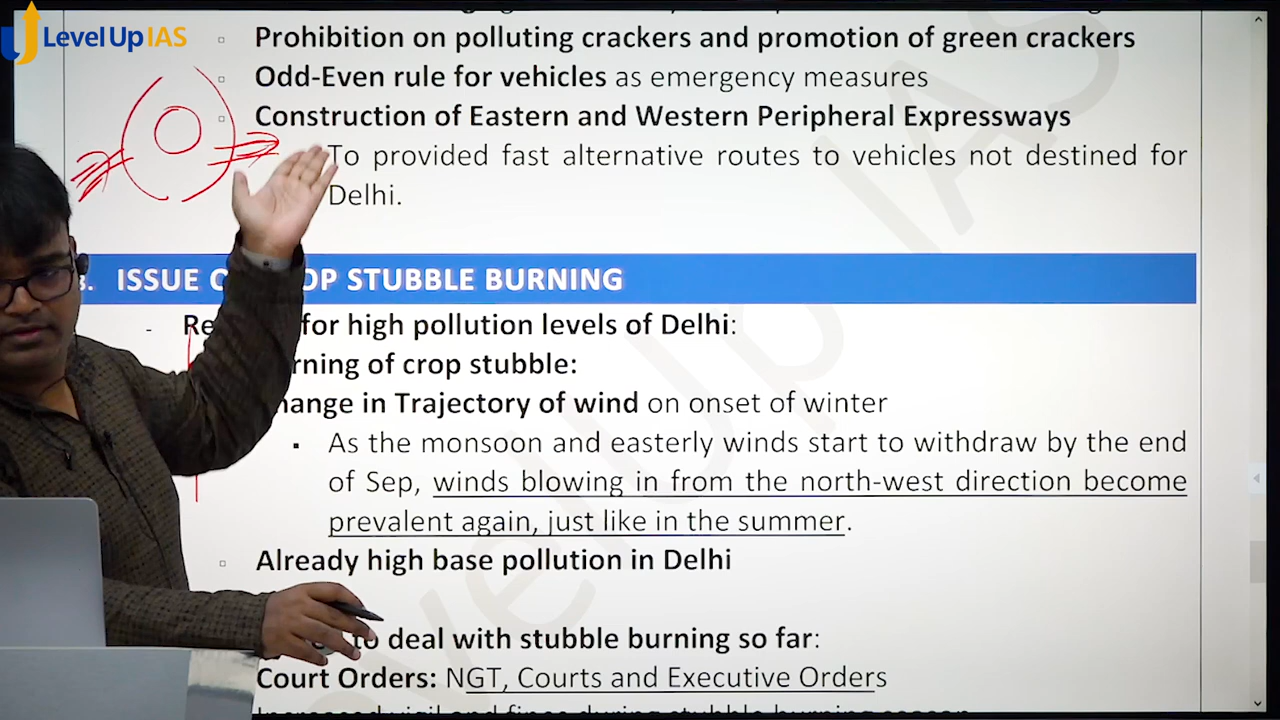 Level Up IAS
Prohibition on polluting crackers and promotion of green crackers
Odd-Even rule for vehicles as emergency measures
Construction of Eastern and Western Peripheral Expressways
To provided fast alternative routes to vehicles not destined for
Delhi.
ISSUE STUBBLE BURNING
for high pollution levels of Delhi:
of crop stubble:
in Trajectory of wind on onset of winter
As the monsoon and easterly winds start to withdraw by the end
of Sep, winds blowing in from the north-west direction become
prevalent again, just like in the summer.
Already high base pollution in Delhi
to deal with stubble burning so far:
Court Orders: NGT, Courts and Executive Orders